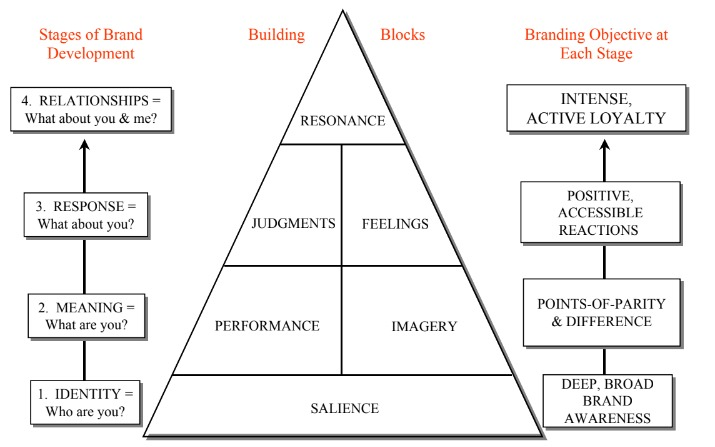 Stages of Brand
Development
Building
Blocks
Branding Objective at
Each Stage
4. RELATIONSHIPS =
What about you & me?
RESONANCE
INTENSE,
ACTIVE LOYALTY
3. RESPONSE =
What about you?
JUDGMENTS
FEELINGS
POSITIVE,
ACCESSIBLE
REACTIONS
2. MEANING =
What are you?
PERFORMANCE
IMAGERY
POINTS-OF-PARITY
& DIFFERENCE
1. IDENTITY =
Who are you?
SALIENCE
DEEP, BROAD
BRAND
AWARENESS